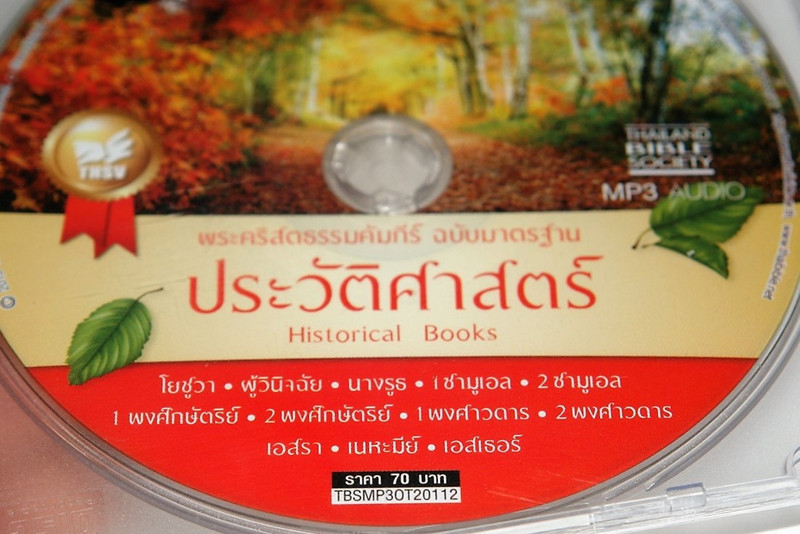 THSV
THAILAND
BIBLE
SOCIETY
MP3 AUDIO
พระคริสตธรรมคัมภีร์ ฉบับมาตรฐาน
ประวัติศาสตร์
Historical Books
โยชูวา • ผู้วินิจฉัย • นางรูธ • 1 ซามูเอล • 2 ซามูเอล
1 พงศ์กษัตริย์ • 2 พงศ์กษัตริย์ • 1 พงศาวดาร • 2 พงศาวดาร
เอสรา • เนหะมีย์ • เอสเธอร์
ราคา 70 บาท
TBSMP3OT20112